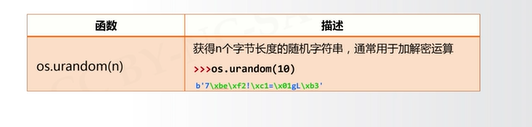 函数 描述
os.urandom(n)
获得n个字节长度的随机字符串，通常用于加解密运算
>>>os.urandom(10)
b'7\xbe\xf2!\xc1=\x01gL\xb3'